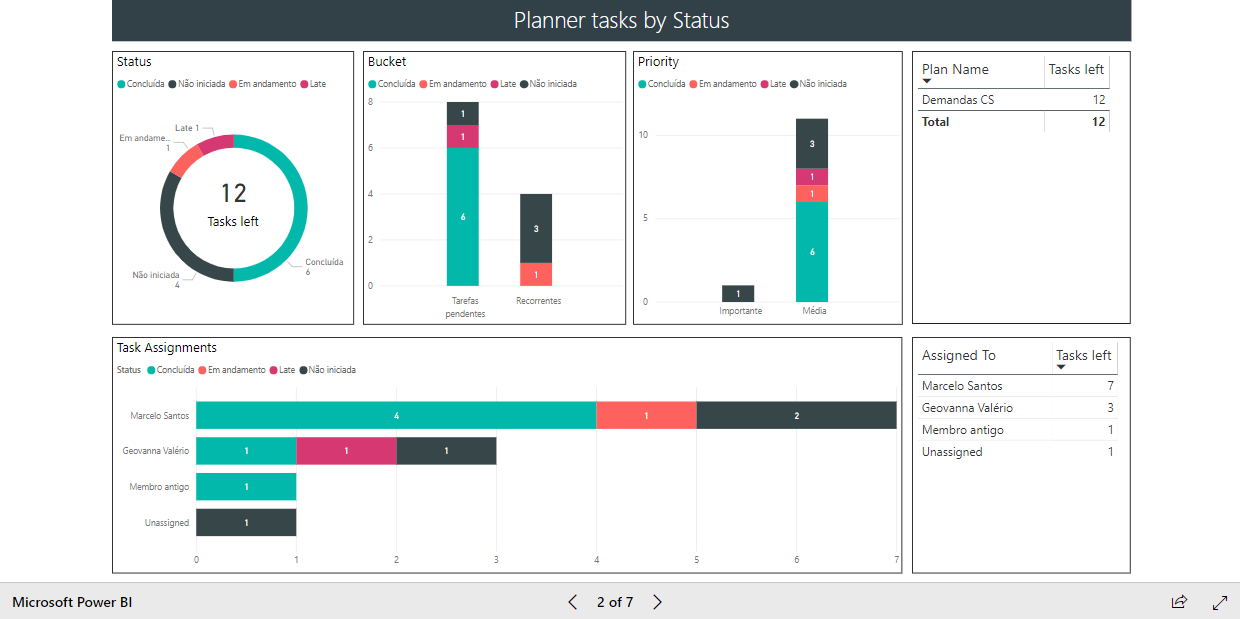 Planner tasks by Status
Status
Concluída Não iniciada Em andamento Late
Late 1
Em andame...
1
12
Tasks left
Concluída
6
Não iniciada
4
Bucket
Concluída Em andamento Late Não iniciada
8
6
4
2
0
1
1
6
3
1
Tarefas
pendentes
Recorrentes
Priority
Concluída Em andamento Late Não iniciada
10
5
0
1
3
1
1
6
Importante
Média
Plan Name Tasks left
Demandas CS 12
Total 12
Task Assignments
Status Concluída Em andamento Late Não iniciada
Marcelo Santos 4 1 2
Geovanna Valério 1 1 1
Membro antigo 1
Unassigned 1
0 1 2 3 4 5 6 7
Assigned To Tasks left
Marcelo Santos 7
Geovanna Valério 3
Membro antigo 1
Unassigned 1
Microsoft Power BI
2 of 7